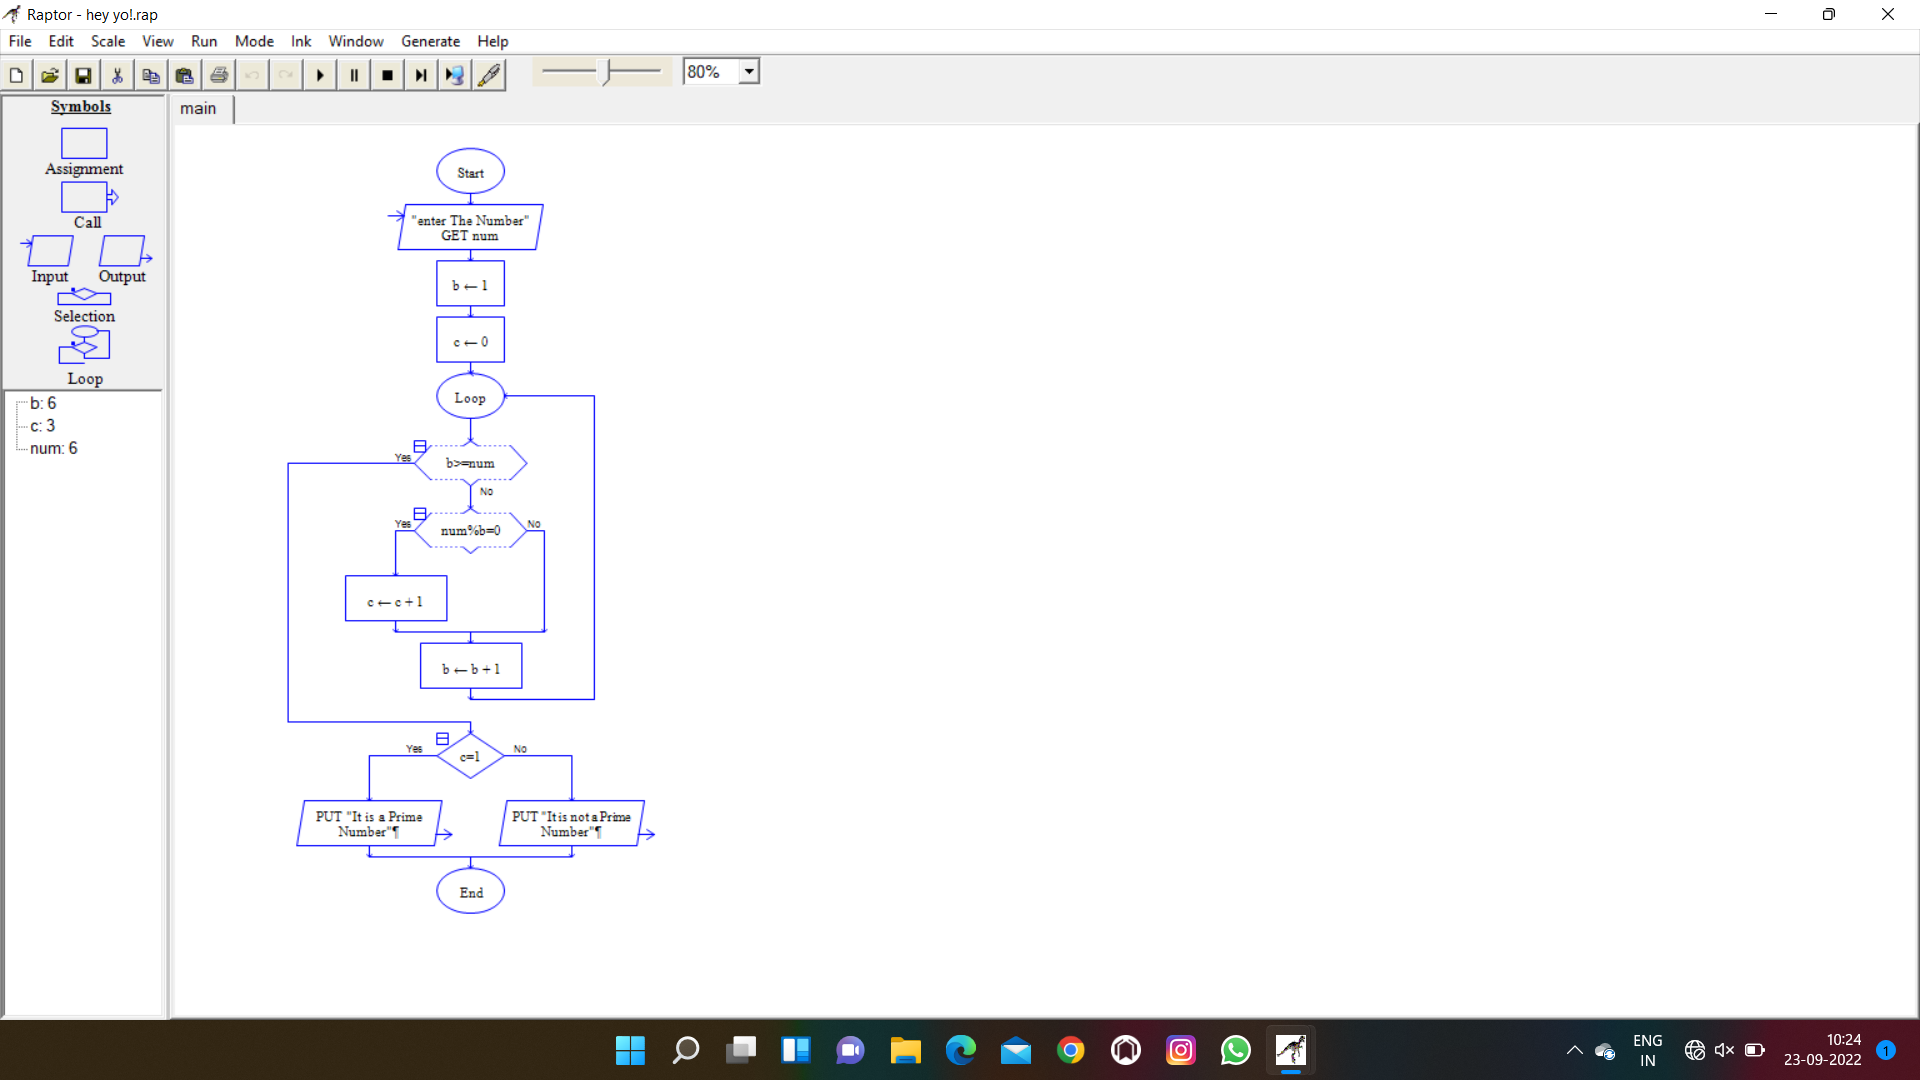 Raptor - hey yo!.rap
File Edit Scale View Run Mode Ink Window Generate Help
80%
Symbols
Assignment
Call
Input Output
Selection
Loop
b: 6
c: 3
num: 6
main
Start
"enter The Number"
GET num
b ← 1
c ← 0
Loop
Yes
b>=num
No
Yes
num%b=0
No
c ← c + 1
b ← b + 1
Yes
c=1
No
PUT "It is a Prime
Number"¶
PUT "It is not a Prime
Number"¶
End
ENG
IN
10:24
23-09-2022
1